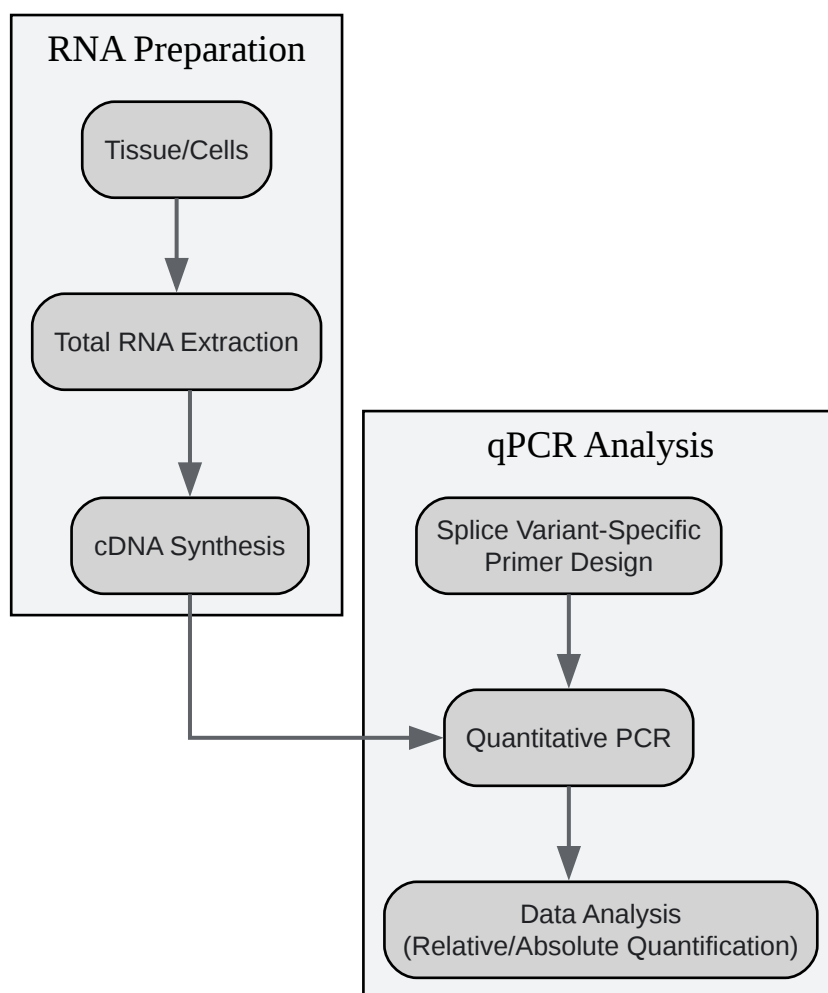 RNA Preparation
Tissue/Cells
Total RNA Extraction
cDNA Synthesis
qPCR Analysis
Splice Variant-Specific
Primer Design
Quantitative PCR
Data Analysis
(Relative/Absolute Quantification)